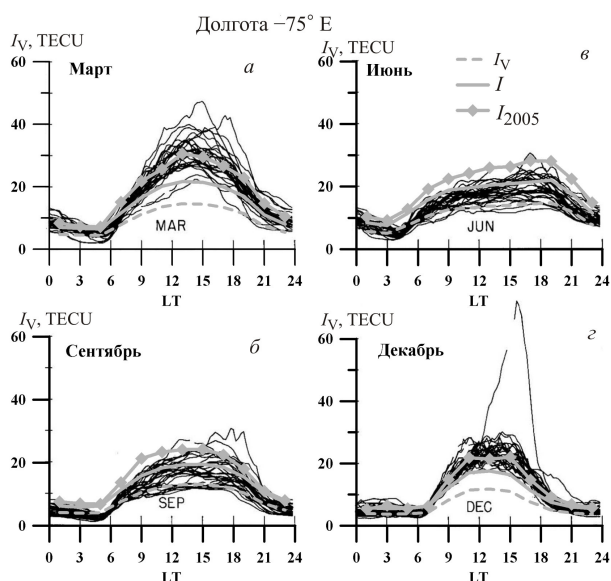 Долгота −75° E
I_V, TECU
60
40
20
0
Март
а
MAR
0 3 6 9 12 15 18 21 24
LT
I_V, TECU
60
40
20
0
Июнь
в
I_V
I
I_2005
JUN
0 3 6 9 12 15 18 21 24
LT
I_V, TECU
60
40
20
0
Сентябрь
б
SEP
0 3 6 9 12 15 18 21 24
LT
I_V, TECU
60
40
20
0
Декабрь
г
DEC
0 3 6 9 12 15 18 21 24
LT